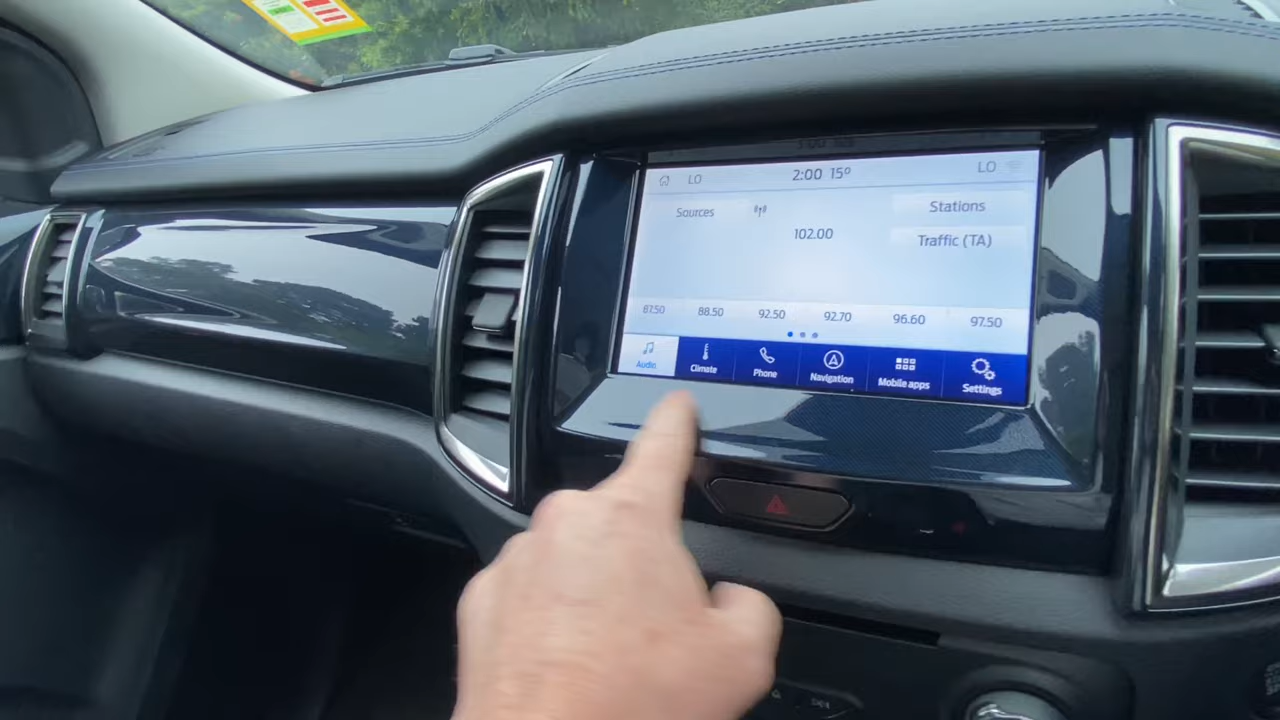 LO 2:00 15º LO
Sources
Stations
102.00
Traffic (TA)
87.50 88.50 92.50 92.70 96.60 97.50
Audio Climate Phone Navigation Mobile apps Settings